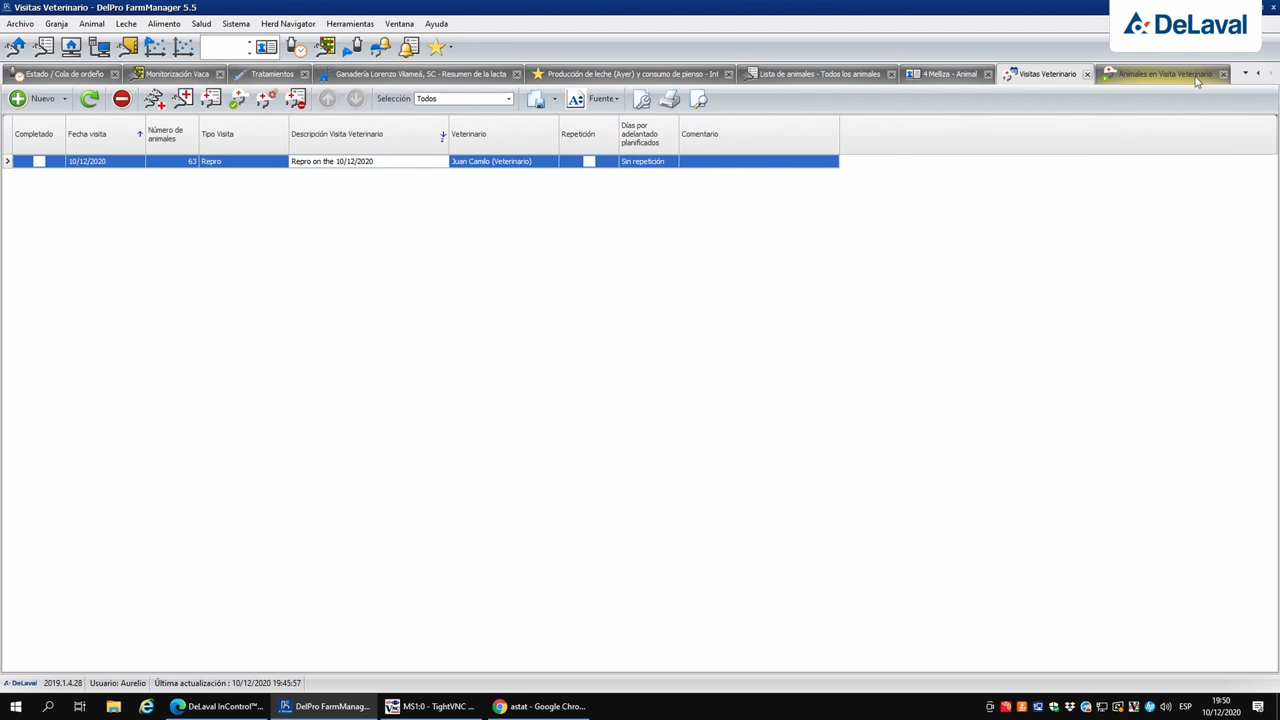 Visitas Veterinario - DelPro FarmManager 5.5
DeLaval
Archivo Granja Animal Leche Alimento Salud Sistema Herd Navigator Herramientas Ventana Ayuda
Estado / Cola de ordeño Monitorización Vaca Tratamientos Ganadería Lorenzo Vilameá, SC - Resumen de la lacta Producción de leche (Ayer) y consumo de pienso - Inf Lista de animales - Todos los animales 4 Melliza - Animal Visitas Veterinario Animales en Visita Veterinario
Nuevo Selección Todos Fuente
Completado Fecha visita Número de animales Tipo Visita Descripción Visita Veterinario Veterinario Repetición Días por adelantado planificados Comentario
10/12/2020 63 Repro Repro on the 10/12/2020 Juan Camilo (Veterinario) Sin repetición
DeLaval 2019.1.4.28 Usuario: Aurelio Última actualización : 10/12/2020 19:45:57
DeLaval InControl™... DelPro FarmManag... MS1:0 - TightVNC ... astat - Google Chro... ESP 19:50
10/12/2020